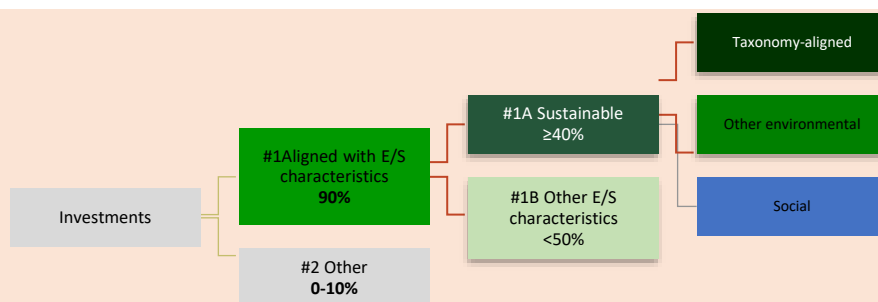 Taxonomy-aligned
#1A Sustainable
≥40%
Other environmental
#1Aligned with E/S
characteristics
90%
#1B Other E/S
characteristics
<50%
Social
Investments
#2 Other
0-10%